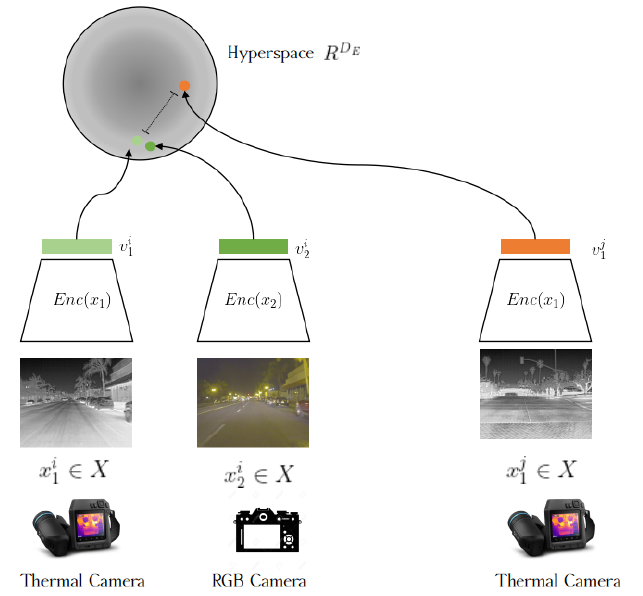 Hyperspace $R^{D_E}$
$v_1^i$ $v_2^i$ $v_1^j$
$Enc(x_1)$ $Enc(x_2)$ $Enc(x_1)$
$x_1^i \in X$ $x_2^i \in X$ $x_1^j \in X$
Thermal Camera RGB Camera Thermal Camera